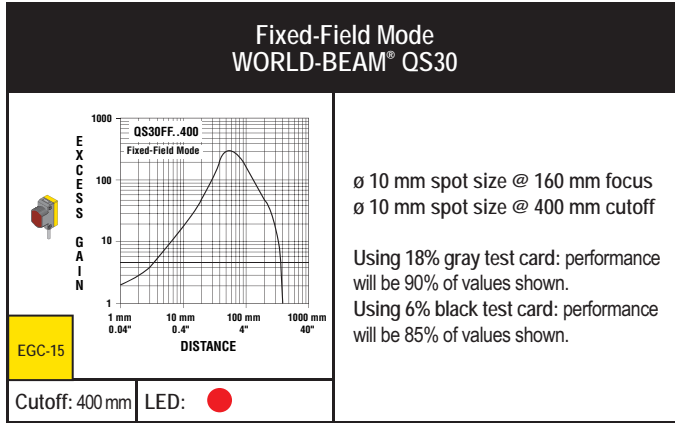 Fixed-Field Mode
WORLD-BEAM® QS30
EXCESS GAIN
1000
100
10
1
QS30FF..400
Fixed-Field Mode
1 mm 10 mm 100 mm 1000 mm
0.04" 0.4" 4" 40"
DISTANCE
EGC-15
Cutoff: 400 mm
LED:
ø 10 mm spot size @ 160 mm focus
ø 10 mm spot size @ 400 mm cutoff
Using 18% gray test card: performance
will be 90% of values shown.
Using 6% black test card: performance
will be 85% of values shown.